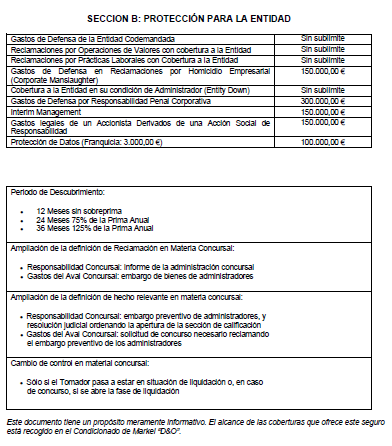 SECCION B: PROTECCIÓN PARA LA ENTIDAD
Gastos de Defensa de la Entidad Codemandada Sin sublimite
Reclamaciones por Operaciones de Valores con cobertura a la Entidad Sin sublimite
Reclamaciones por Prácticas Laborales con Cobertura a la Entidad Sin sublimite
Gastos de Defensa en Reclamaciones por Homicidio Empresarial 150.000,00 €
(Corporate Manslaughter)
Cobertura a la Entidad en su condición de Administrador (Entity Down) Sin sublimite
Gastos de Defensa por Responsabilidad Penal Corporativa 300.000,00 €
Interim Management 150.000,00 €
Gastos legales de un Accionista Derivados de una Acción Social de 150.000,00 €
Responsabilidad
Protección de Datos (Franquicia: 3.000,00 €) 100.000,00 €
Periodo de Descubrimiento:
• 12 Meses sin sobreprima
• 24 Meses 75% de la Prima Anual
• 36 Meses 125% de la Prima Anual
Ampliación de la definición de Reclamación en Materia Concursal:
• Responsabilidad Concursal: informe de la administración concursal
• Gastos del Aval Concursal: embargo de bienes de administradores
Ampliación de la definición de hecho relevante en materia concursal:
• Responsabilidad Concursal: embargo preventivo de administradores, y
resolución judicial ordenando la apertura de la sección de calificación
• Gastos del Aval Concursal: solicitud de concurso necesario reclamando
el embargo preventivo de los administradores
Cambio de control en material concursal:
• Sólo si el Tomador pasa a estar en situación de liquidación o, en caso
de concurso, si se abre la fase de liquidación
Este documento tiene un propósito meramente informativo. El alcance de las coberturas que ofrece este seguro
está recogido en el Condicionado de Markel "D&O".